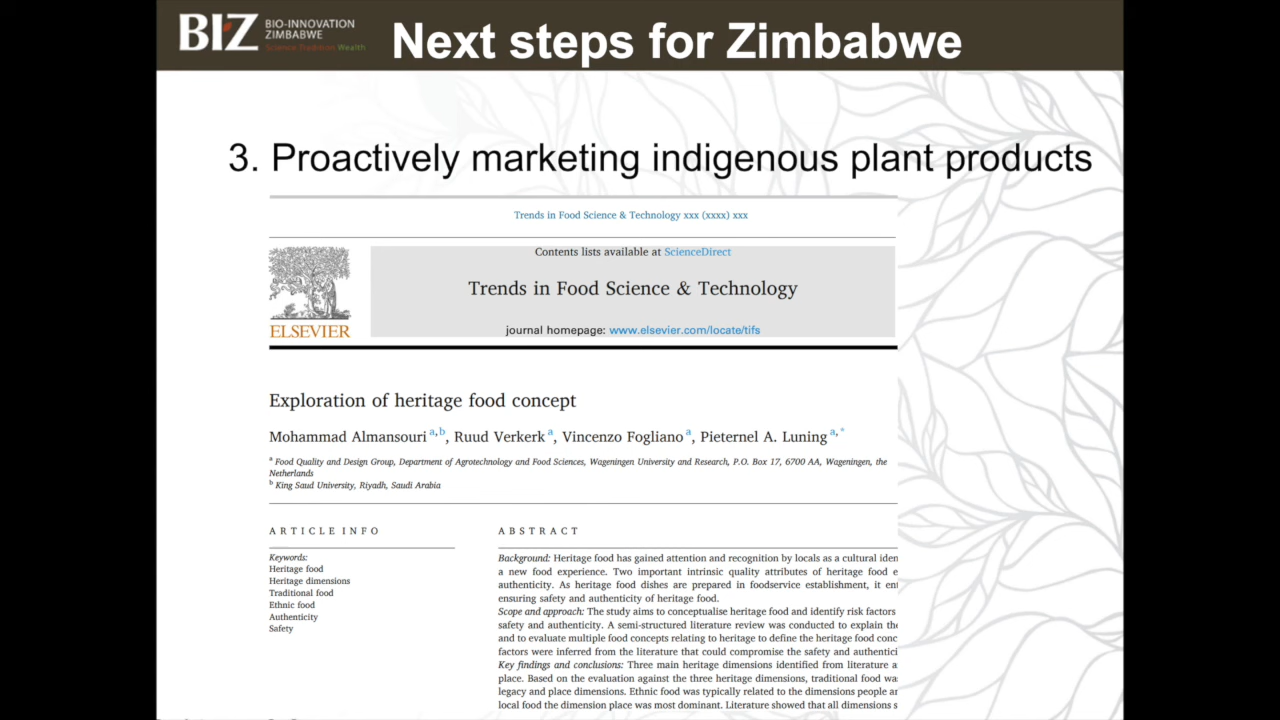 BIZ BIO-INNOVATION
ZIMBABWE
Science Tradition Wealth
Next steps for Zimbabwe
3. Proactively marketing indigenous plant products
Trends in Food Science & Technology xxx (xxxx) xxx
Contents lists available at ScienceDirect
Trends in Food Science & Technology
journal homepage: www.elsevier.com/locate/tifs
ELSEVIER
Exploration of heritage food concept
Mohammad Almansouri a,b, Ruud Verkerk a, Vincenzo Fogliano a, Pieternel A. Luning a,*
a Food Quality and Design Group, Department of Agrotechnology and Food Sciences, Wageningen University and Research, P.O. Box 17, 6700 AA, Wageningen, the
Netherlands
b King Saud University, Riyadh, Saudi Arabia
ARTICLE INFO
Keywords:
Heritage food
Heritage dimensions
Traditional food
Ethnic food
Authenticity
Safety
ABSTRACT
Background: Heritage food has gained attention and recognition by locals as a cultural iden
a new food experience. Two important intrinsic quality attributes of heritage food e
authenticity. As heritage food dishes are prepared in foodservice establishment, it ent
ensuring safety and authenticity of heritage food.
Scope and approach: The study aims to conceptualise heritage food and identify risk factors
safety and authenticity. A semi-structured literature review was conducted to explain the
and to evaluate multiple food concepts relating to heritage to define the heritage food conc
factors were inferred from the literature that could compromise the safety and authentici
Key findings and conclusions: Three main heritage dimensions identified from literature a
place. Based on the evaluation against the three heritage dimensions, traditional food wa
legacy and place dimensions. Ethnic food was typically related to the dimensions people an
local food the dimension place was most dominant. Literature showed that all dimensions s